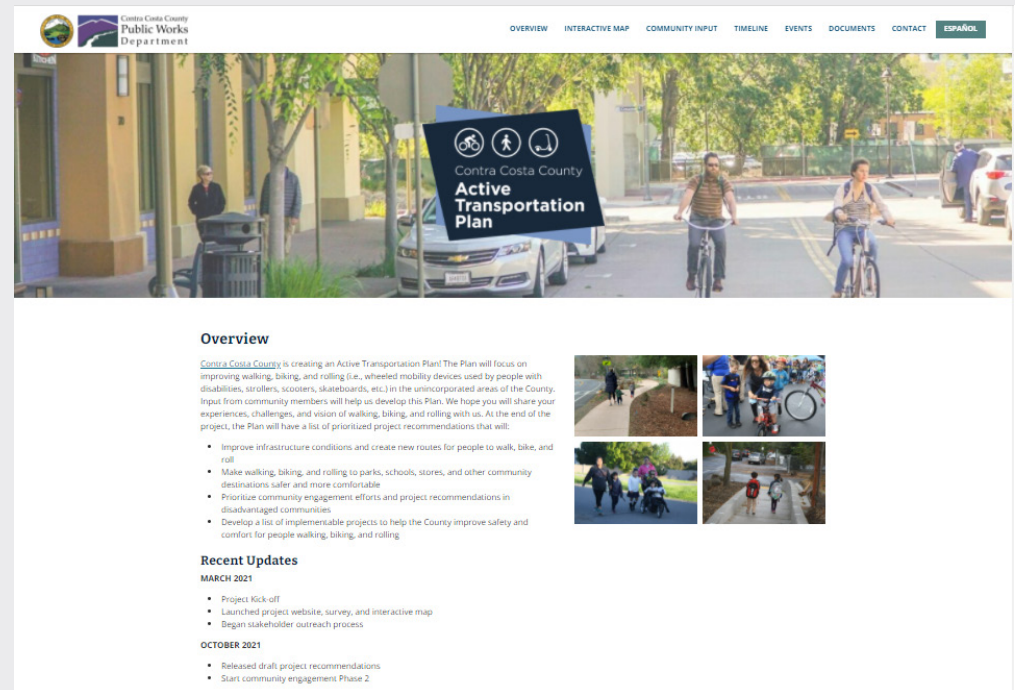 Contra Costa County
Public Works
Department
OVERVIEW INTERACTIVE MAP COMMUNITY INPUT TIMELINE EVENTS DOCUMENTS CONTACT ESPAÑOL
Contra Costa County
Active
Transportation
Plan
Overview
Contra Costa County is creating an Active Transportation Plan! The Plan will focus on
improving walking, biking, and rolling (i.e., wheeled mobility devices used by people with
disabilities, strollers, scooters, skateboards, etc.) in the unincorporated areas of the County.
Input from community members will help us develop this Plan. We hope you will share your
experiences, challenges, and vision of walking, biking, and rolling with us. At the end of the
project, the Plan will have a list of prioritized project recommendations that will:
▪ Improve infrastructure conditions and create new routes for people to walk, bike, and
roll
▪ Make walking, biking, and rolling to parks, schools, stores, and other community
destinations safer and more comfortable
▪ Prioritize community engagement efforts and project recommendations in
disadvantaged communities
▪ Develop a list of implementable projects to help the County improve safety and
comfort for people walking, biking, and rolling
Recent Updates
MARCH 2021
▪ Project Kick-off
▪ Launched project website, survey, and interactive map
▪ Began stakeholder outreach process
OCTOBER 2021
▪ Released draft project recommendations
▪ Start community engagement Phase 2